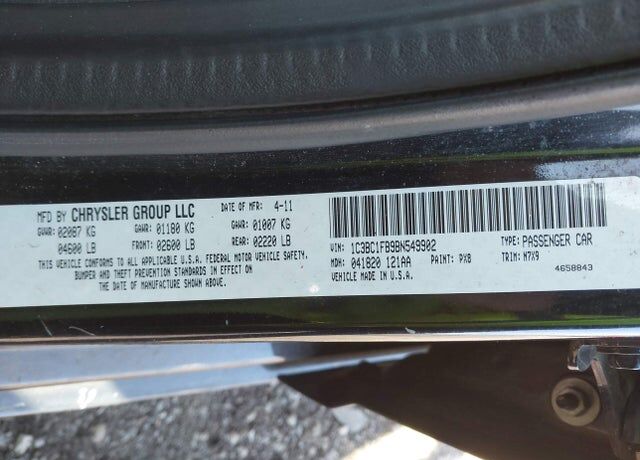 MFD BY CHRYSLER GROUP LLC DATE OF MFR: 4-11
GVWR: 02087 KG GAWR: 01180 KG GAWR: 01007 KG
04600 LB FRONT: 02600 LB REAR: 02220 LB
THIS VEHICLE CONFORMS TO ALL APPLICABLE U.S.A. FEDERAL MOTOR VEHICLE SAFETY,
BUMPER AND THEFT PREVENTION STANDARDS IN EFFECT ON
THE DATE OF MANUFACTURE SHOWN ABOVE.
VIN: 1C3BC1FB9BN549902 TYPE: PASSENGER CAR
MDH: 041820 121AA PAINT: PX8 TRIM: N7X9
VEHICLE MADE IN U.S.A. 4658843